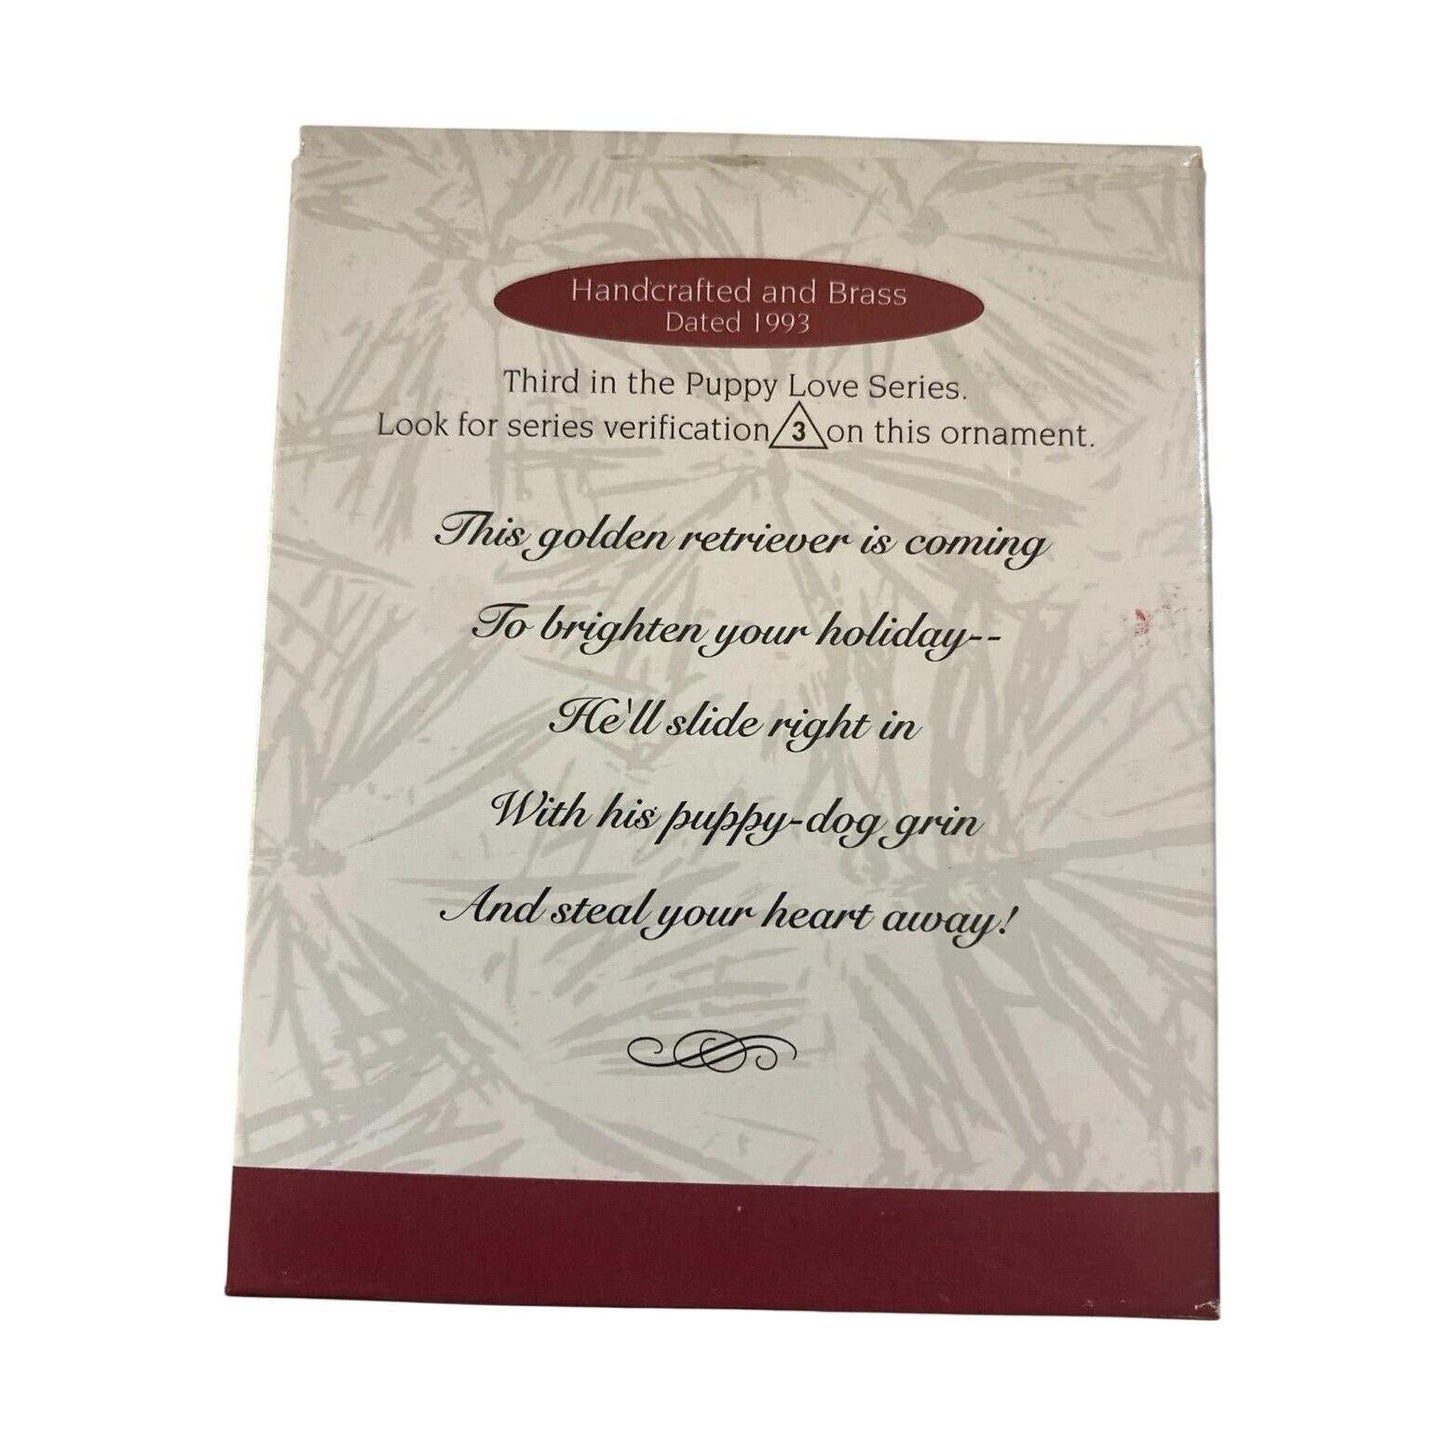 Handcrafted and Brass
Dated 1993
Third in the Puppy Love Series.
Look for series verification 3 on this ornament.
This golden retriever is coming
To brighten your holiday--
He'll slide right in
With his puppy-dog grin
And steal your heart away!